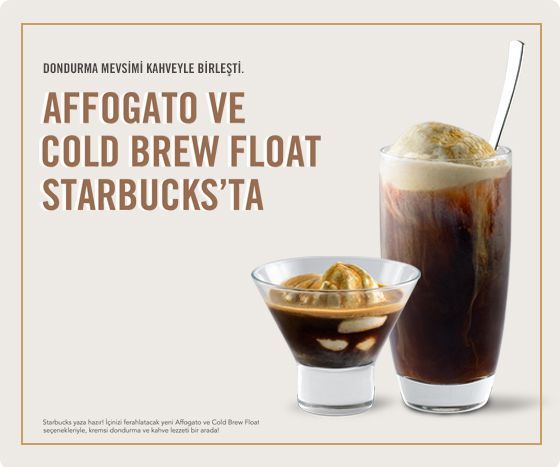 DONDURMA MEVSİMİ KAHVEYLE BİRLEŞTİ.
AFFOGATO VE
COLD BREW FLOAT
STARBUCKS'TA
Starbucks yaza hazır! İçinizi ferahlatacak yeni Affogato ve Cold Brew Float
seçenekleriyle, kremsi dondurma ve kahve lezzeti bir arada!